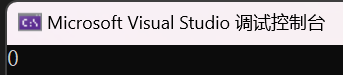 C:\ Microsoft Visual Studio 调试控制台
0